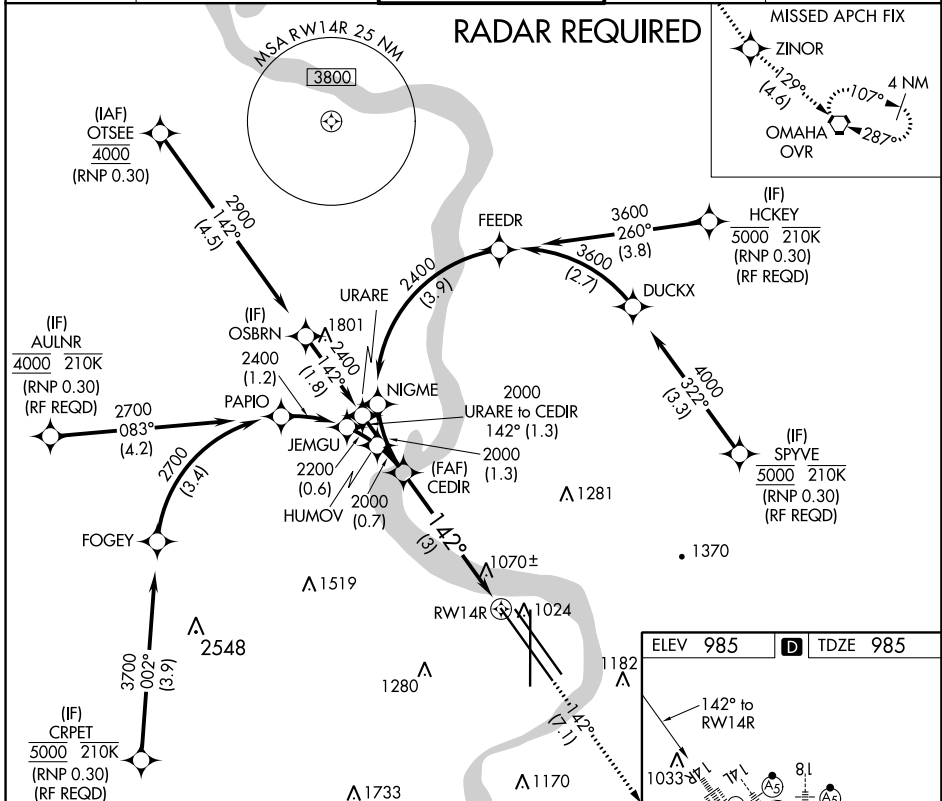 RADAR REQUIRED
MSA RW14R 25 NM
3800
MISSED APCH FIX
ZINOR
129°
(4.6)
4 NM
107°
287°
OMAHA
OVR
(IAF)
OTSEE
4000
(RNP 0.30)
2900
142°
(4.5)
FEEDR
3600
260°
(3.8)
(IF)
HCKEY
5000 210K
(RNP 0.30)
(RF REQD)
3600
(2.7)
DUCKX
2400
(3.9)
URARE
(IF)
OSBRN
1801
2400
142°
(1.8)
(IF)
AULNR
4000 210K
(RNP 0.30)
(RF REQD)
2700
083°
(4.2)
PAPIO
2400
(1.2)
NIGME
2000
URARE to CEDIR
142° (1.3)
4000
322°
(3.3)
JEMGU
2200
(0.6)
2000
(1.3)
(FAF)
CEDIR
HUMOV
2000
(0.7)
(IF)
SPYVE
5000 210K
(RNP 0.30)
(RF REQD)
2700
(3.4)
FOGEY
142°
(3)
1281
1370
1070±
1519
RW14R
1024
2548
3700
002°
(3.9)
1280
1182
142°
(7.1)
(IF)
CRPET
5000 210K
(RNP 0.30)
(RF REQD)
1733
1170
ELEV 985
D
TDZE 985
142° to
RW14R
1033
14R
14L
18
A5
A5